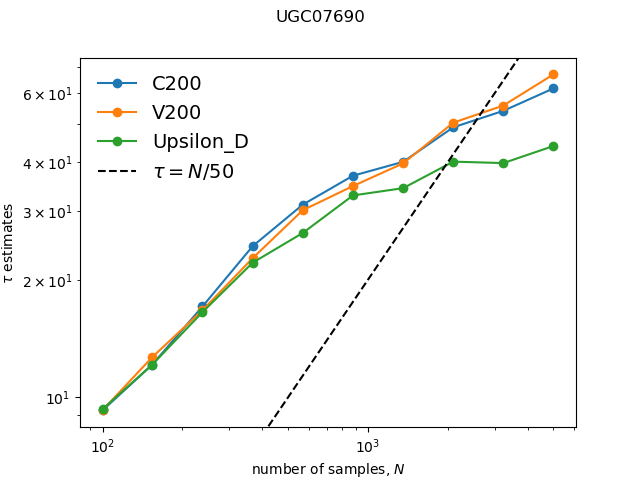 UGC07690
C200
V200
Upsilon_D
τ = N/50
6 × 10¹
4 × 10¹
3 × 10¹
2 × 10¹
10¹
τ estimates
10² 10³
number of samples, N